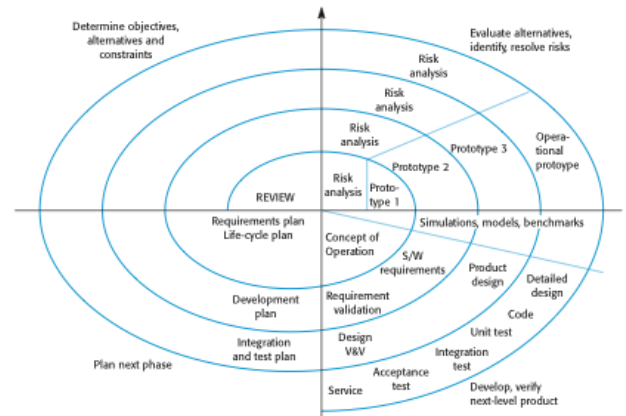 Determine objectives,
alternatives and
constraints
Evaluate alternatives,
identify, resolve risks
Risk
analysis
Risk
analysis
Risk
analysis
Risk
analysis
Proto-
type 1
Prototype 2
Prototype 3
Opera-
tional
protoype
REVIEW
Requirements plan
Life-cycle plan
Simulations, models, benchmarks
Concept of
Operation
S/W
requirements
Product
design
Detailed
design
Development
plan
Requirement
validation
Code
Unit test
Integration
and test plan
Design
V&V
Integration
test
Plan next phase
Acceptance
test
Service
Develop, verify
next-level product